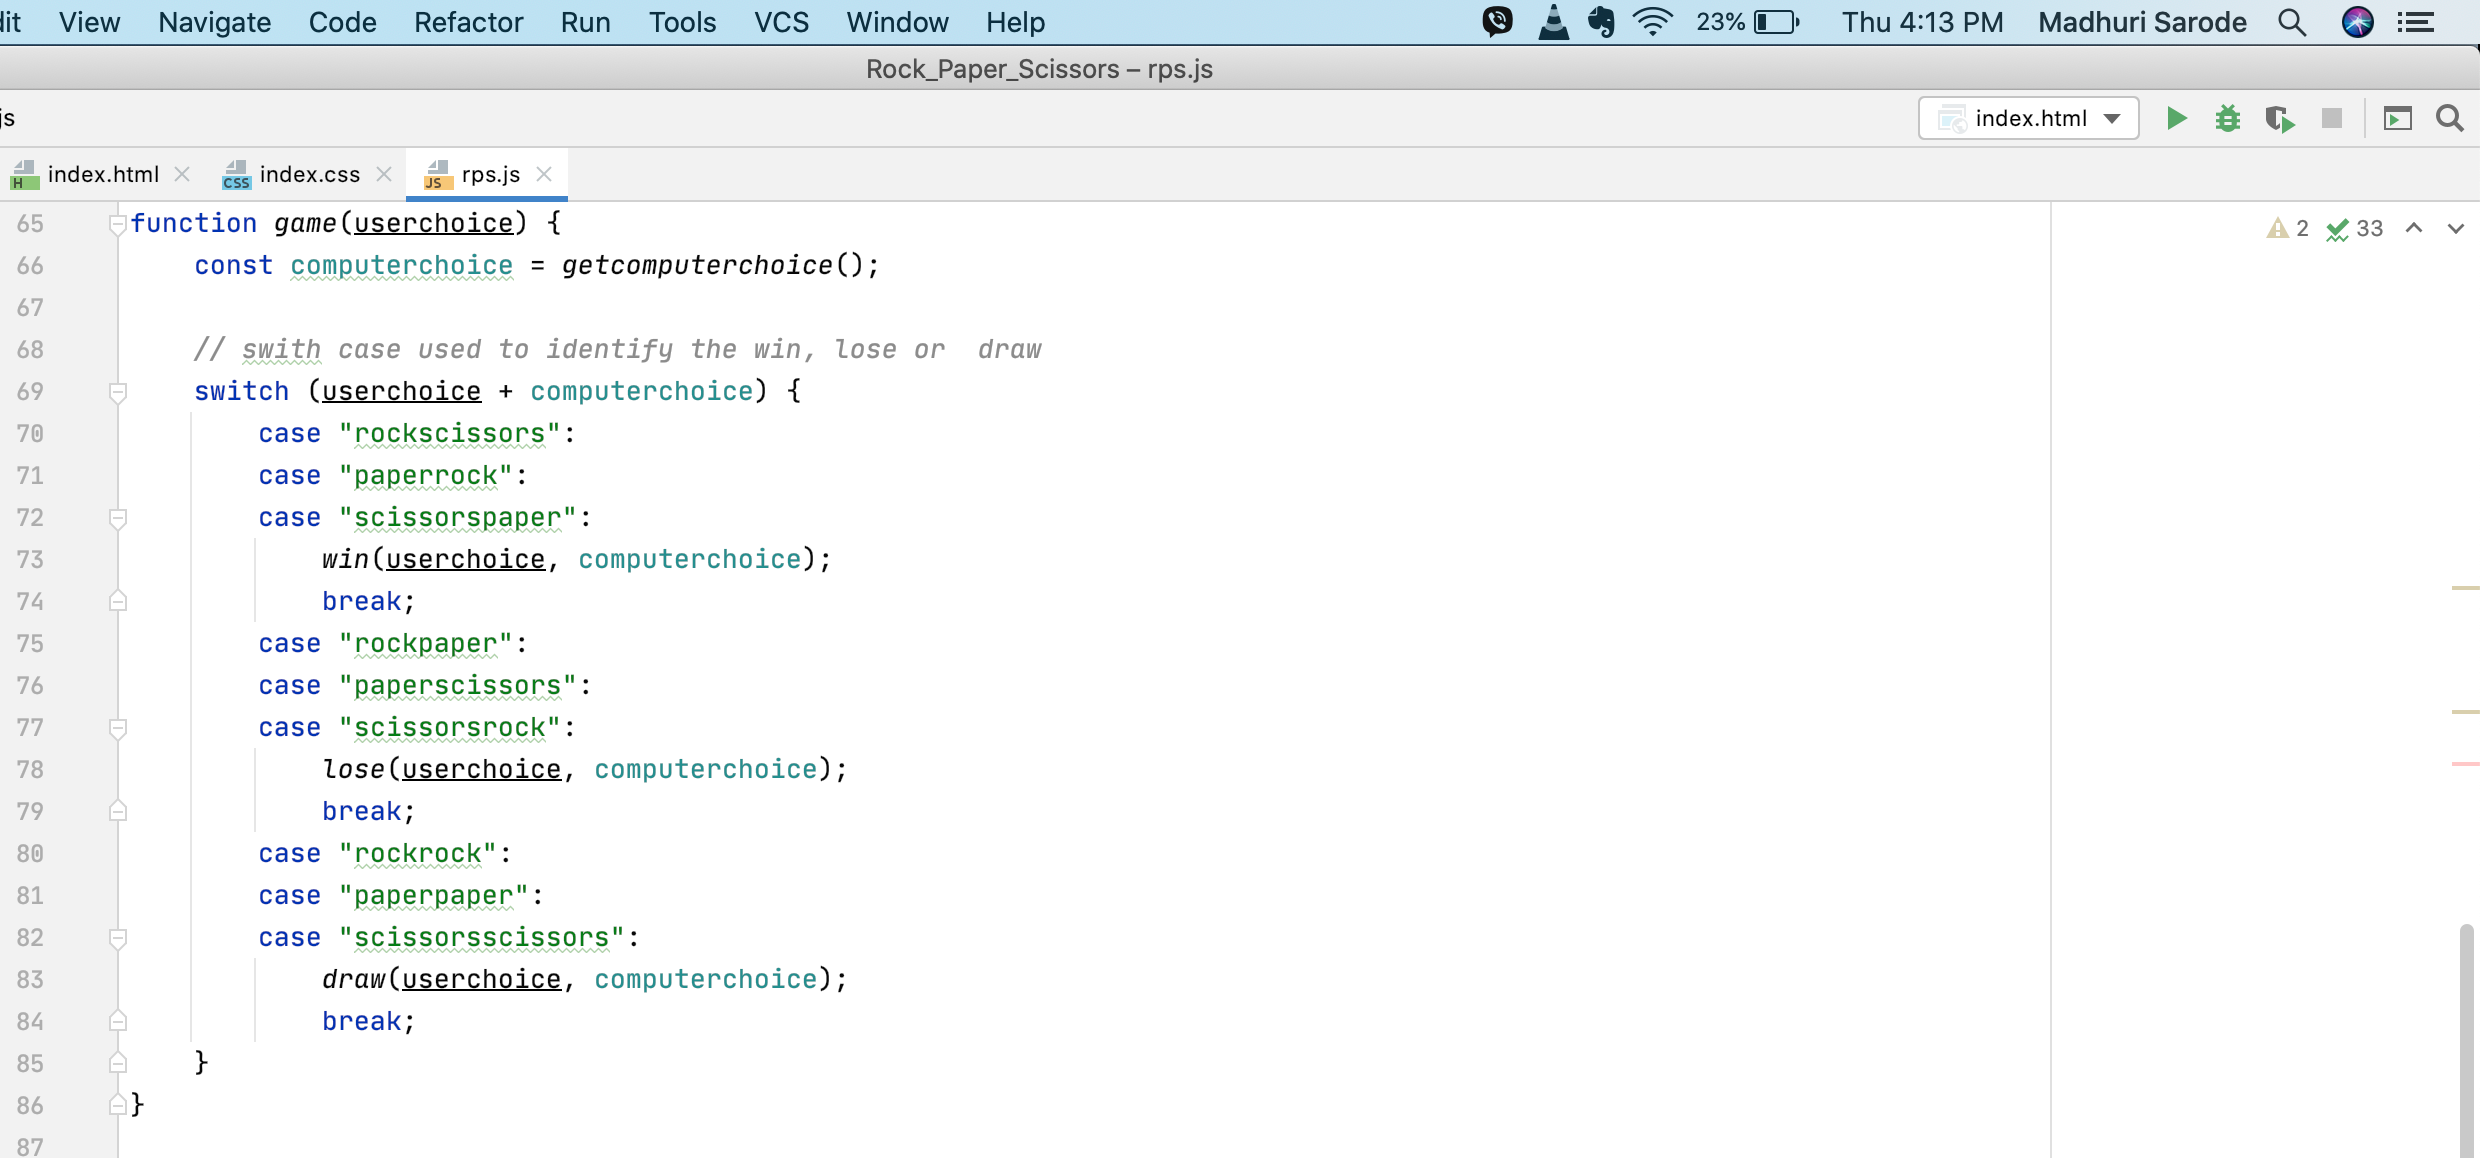 it View Navigate Code Refactor Run Tools VCS Window Help 23% Thu 4:13 PM Madhuri Sarode
Rock_Paper_Scissors – rps.js
js index.html
H index.html CSS index.css JS rps.js
2 33
65 function game(userchoice) {
66 const computerchoice = getcomputerchoice();
67
68 // swith case used to identify the win, lose or  draw
69 switch (userchoice + computerchoice) {
70 case "rockscissors":
71 case "paperrock":
72 case "scissorspaper":
73 win(userchoice, computerchoice);
74 break;
75 case "rockpaper":
76 case "paperscissors":
77 case "scissorsrock":
78 lose(userchoice, computerchoice);
79 break;
80 case "rockrock":
81 case "paperpaper":
82 case "scissorsscissors":
83 draw(userchoice, computerchoice);
84 break;
85 }
86 }
87